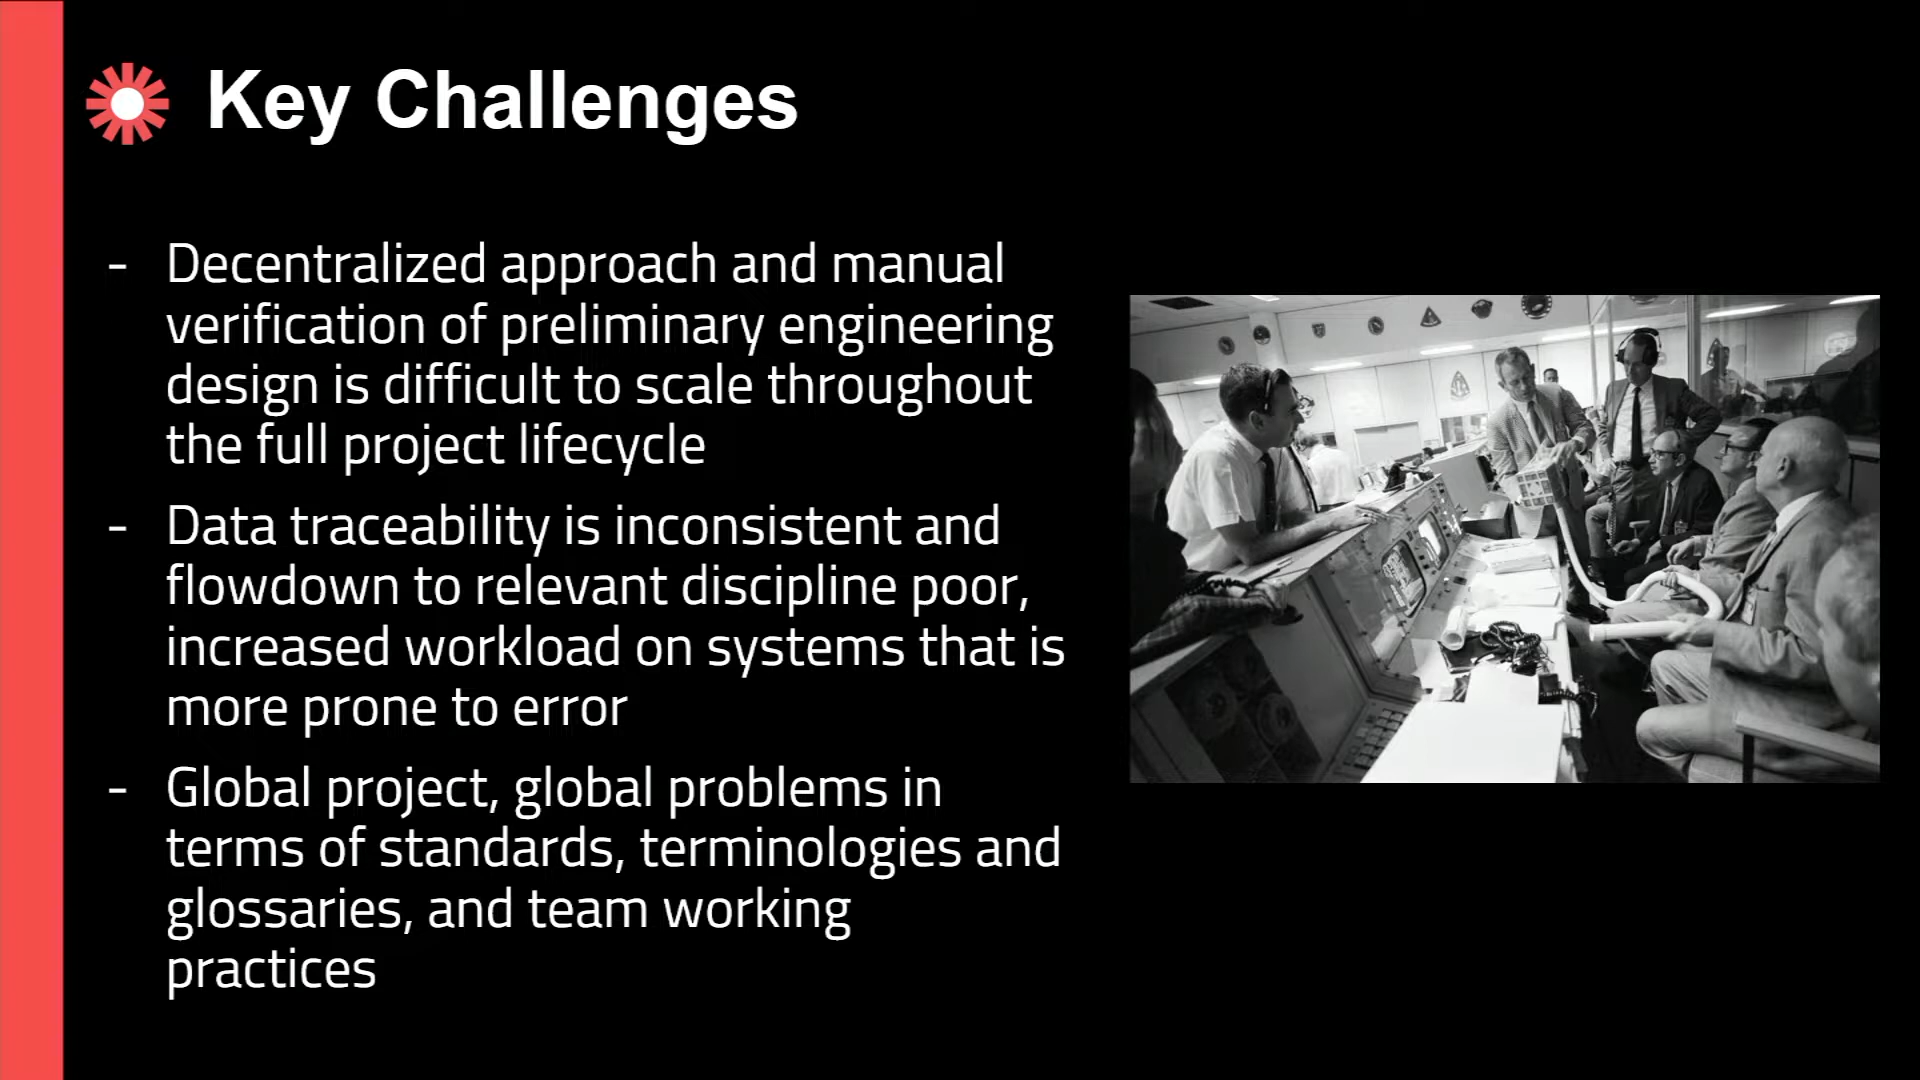 Key Challenges
- Decentralized approach and manual
verification of preliminary engineering
design is difficult to scale throughout
the full project lifecycle
- Data traceability is inconsistent and
flowdown to relevant discipline poor,
increased workload on systems that is
more prone to error
- Global project, global problems in
terms of standards, terminologies and
glossaries, and team working
practices